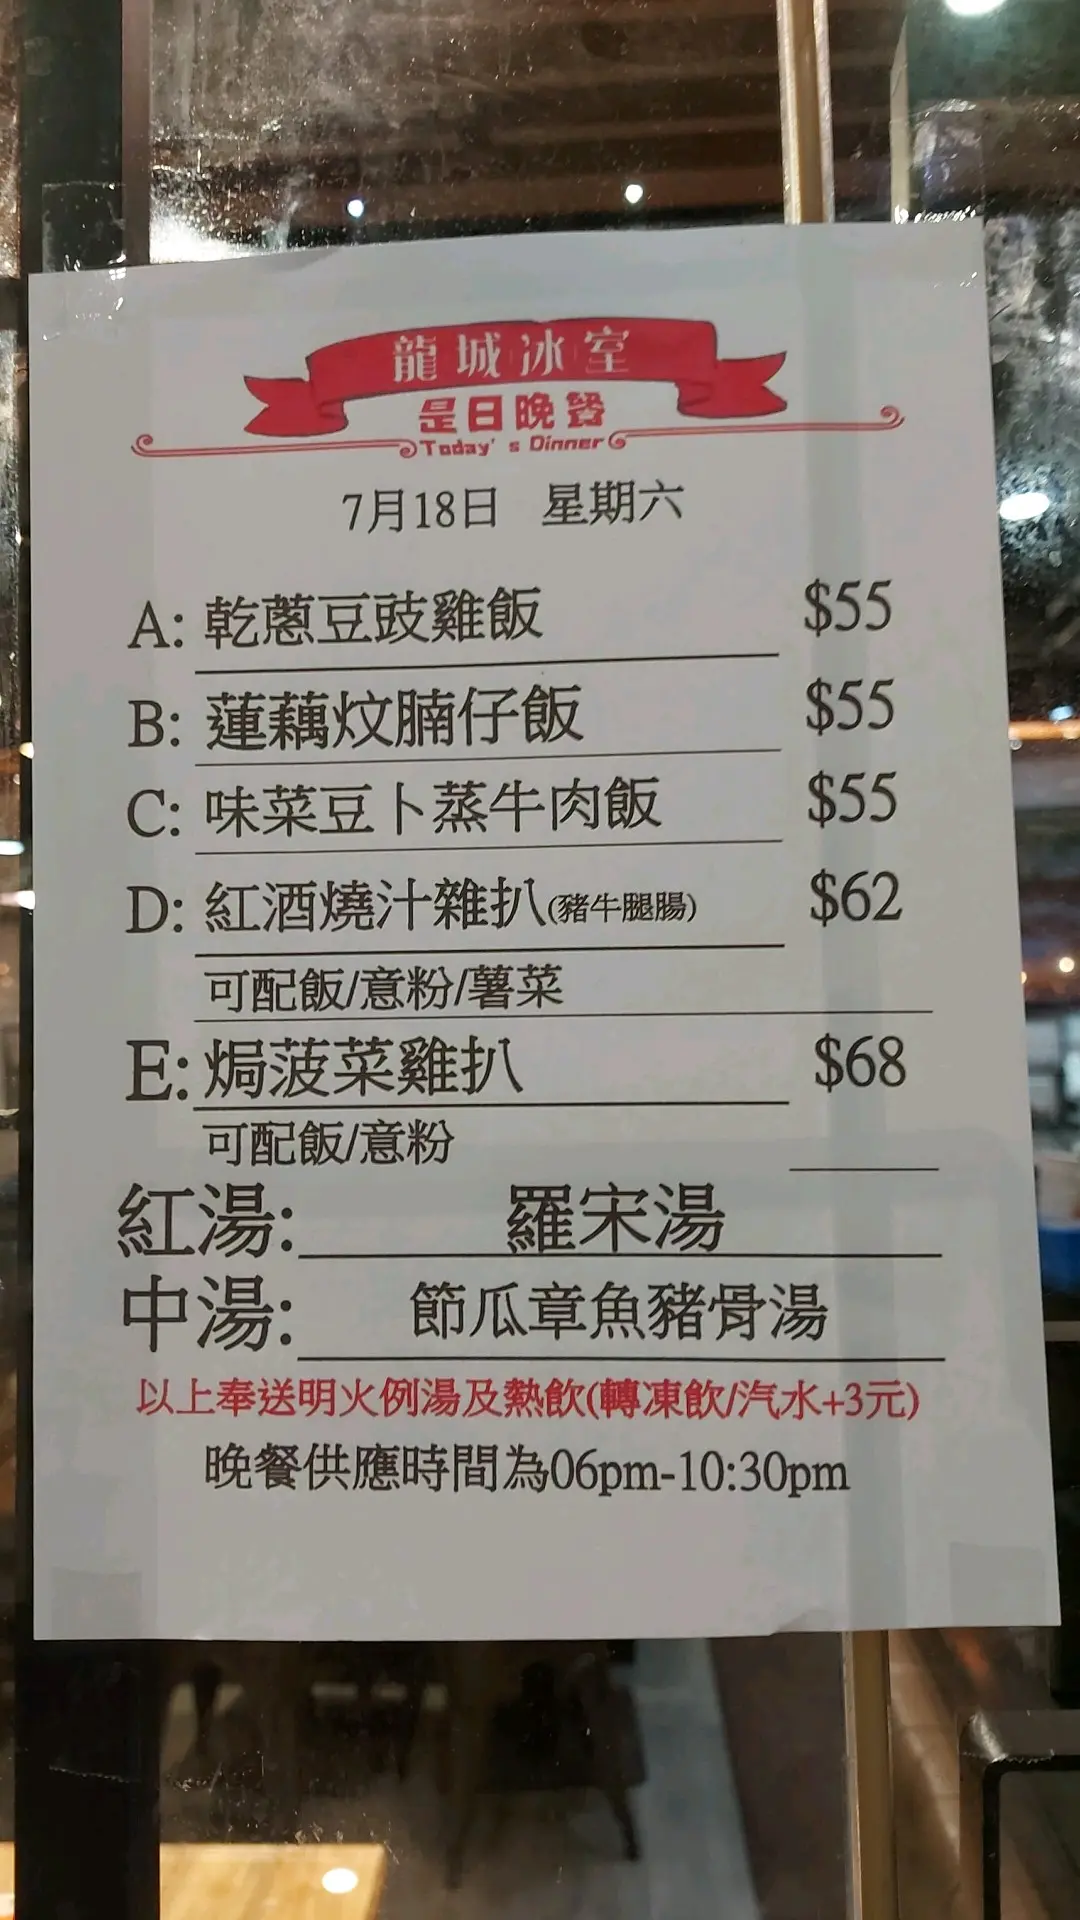 龍城冰室
是日晚餐
Today's Dinner
7月18日 星期六
A: 乾蔥豆豉雞飯 $55
B: 蓮藕炆腩仔飯 $55
C: 味菜豆卜蒸牛肉飯 $55
D: 紅酒燒汁雜扒(豬牛腿腸) $62
可配飯/意粉/薯菜
E: 焗菠菜雞扒 $68
可配飯/意粉
紅湯: 羅宋湯
中湯: 節瓜章魚豬骨湯
以上奉送明火例湯及熱飲(轉凍飲/汽水+3元)
晚餐供應時間為06pm-10:30pm